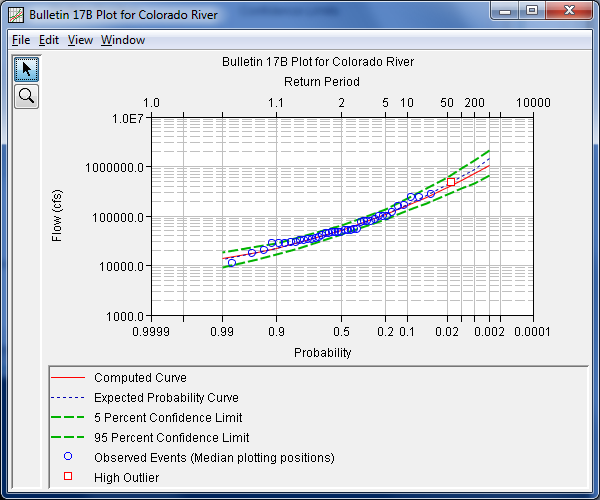 Bulletin 17B Plot for Colorado River
File Edit View Window
Bulletin 17B Plot for Colorado River
Return Period
1.0 1.1 2 5 10 50 200 10000
1.0E7
1000000.0
100000.0
10000.0
1000.0
Flow (cfs)
0.9999 0.99 0.9 0.5 0.2 0.1 0.02 0.002 0.0001
Probability
Computed Curve
Expected Probability Curve
5 Percent Confidence Limit
95 Percent Confidence Limit
Observed Events (Median plotting positions)
High Outlier